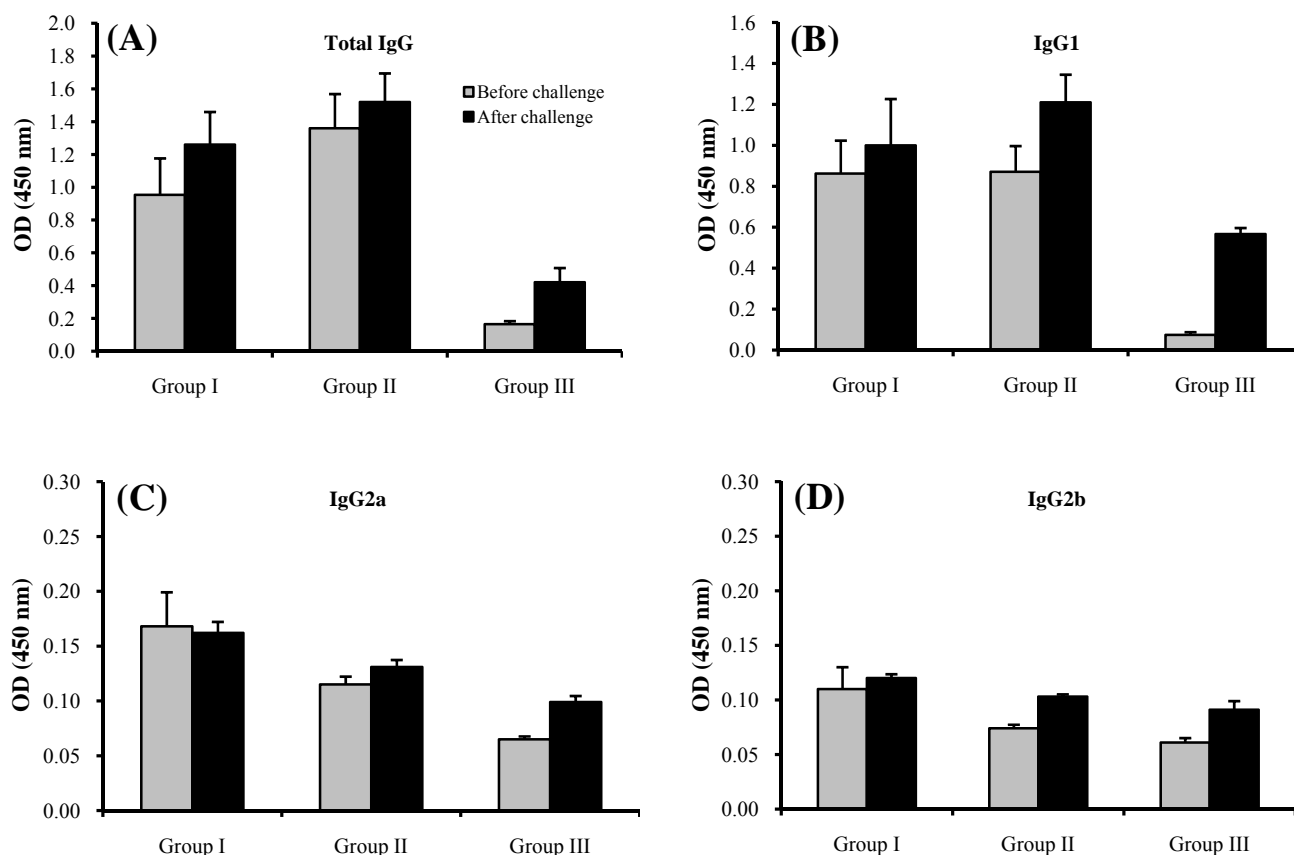 (A)
Total IgG
Before challenge
After challenge
OD (450 nm)
2.0
1.8
1.6
1.4
1.2
1.0
0.8
0.6
0.4
0.2
0.0
Group I Group II Group III
(B)
IgG1
OD (450 nm)
1.6
1.4
1.2
1.0
0.8
0.6
0.4
0.2
0.0
Group I Group II Group III
(C)
IgG2a
OD (450 nm)
0.30
0.25
0.20
0.15
0.10
0.05
0.00
Group I Group II Group III
(D)
IgG2b
OD (450 nm)
0.30
0.25
0.20
0.15
0.10
0.05
0.00
Group I Group II Group III